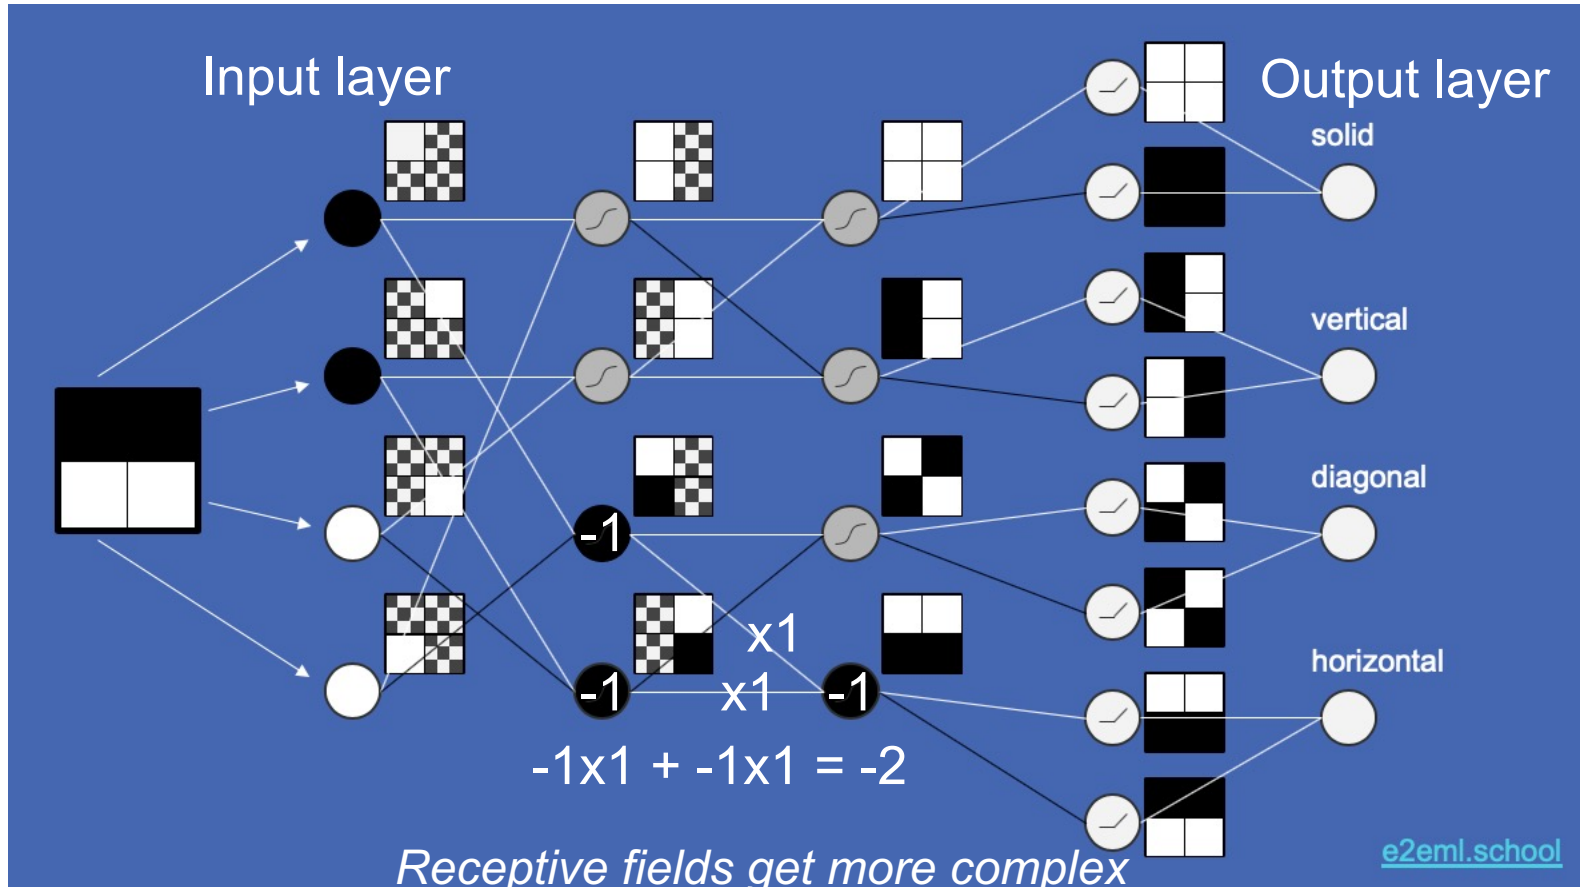 Input layer
Output layer
solid
vertical
diagonal
-1
x1
horizontal
-1
x1
-1
-1x1 + -1x1 = -2
Receptive fields get more complex
e2eml.school